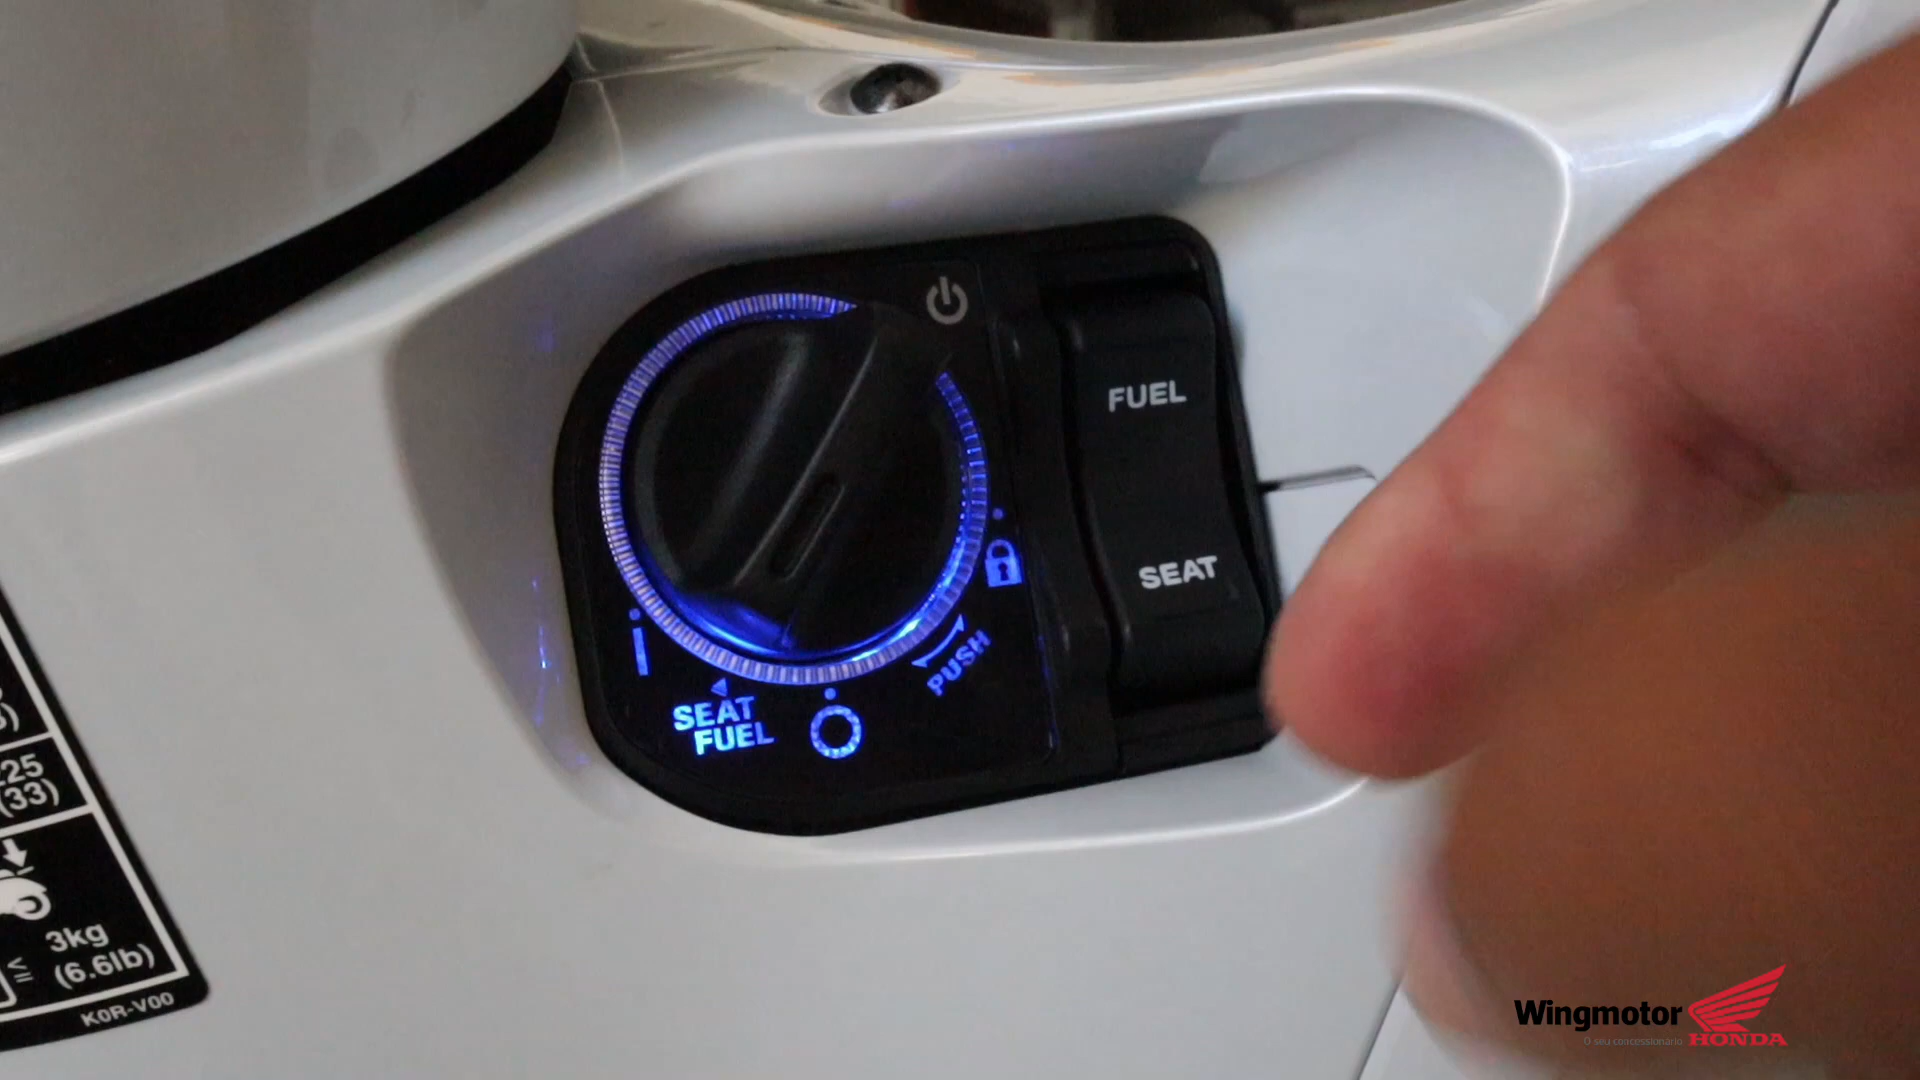 FUEL
SEAT
PUSH
SEAT
FUEL
25
(33)
3kg
(6.6lb)
K0R-V00
Wingmotor
O seu concessionário
HONDA